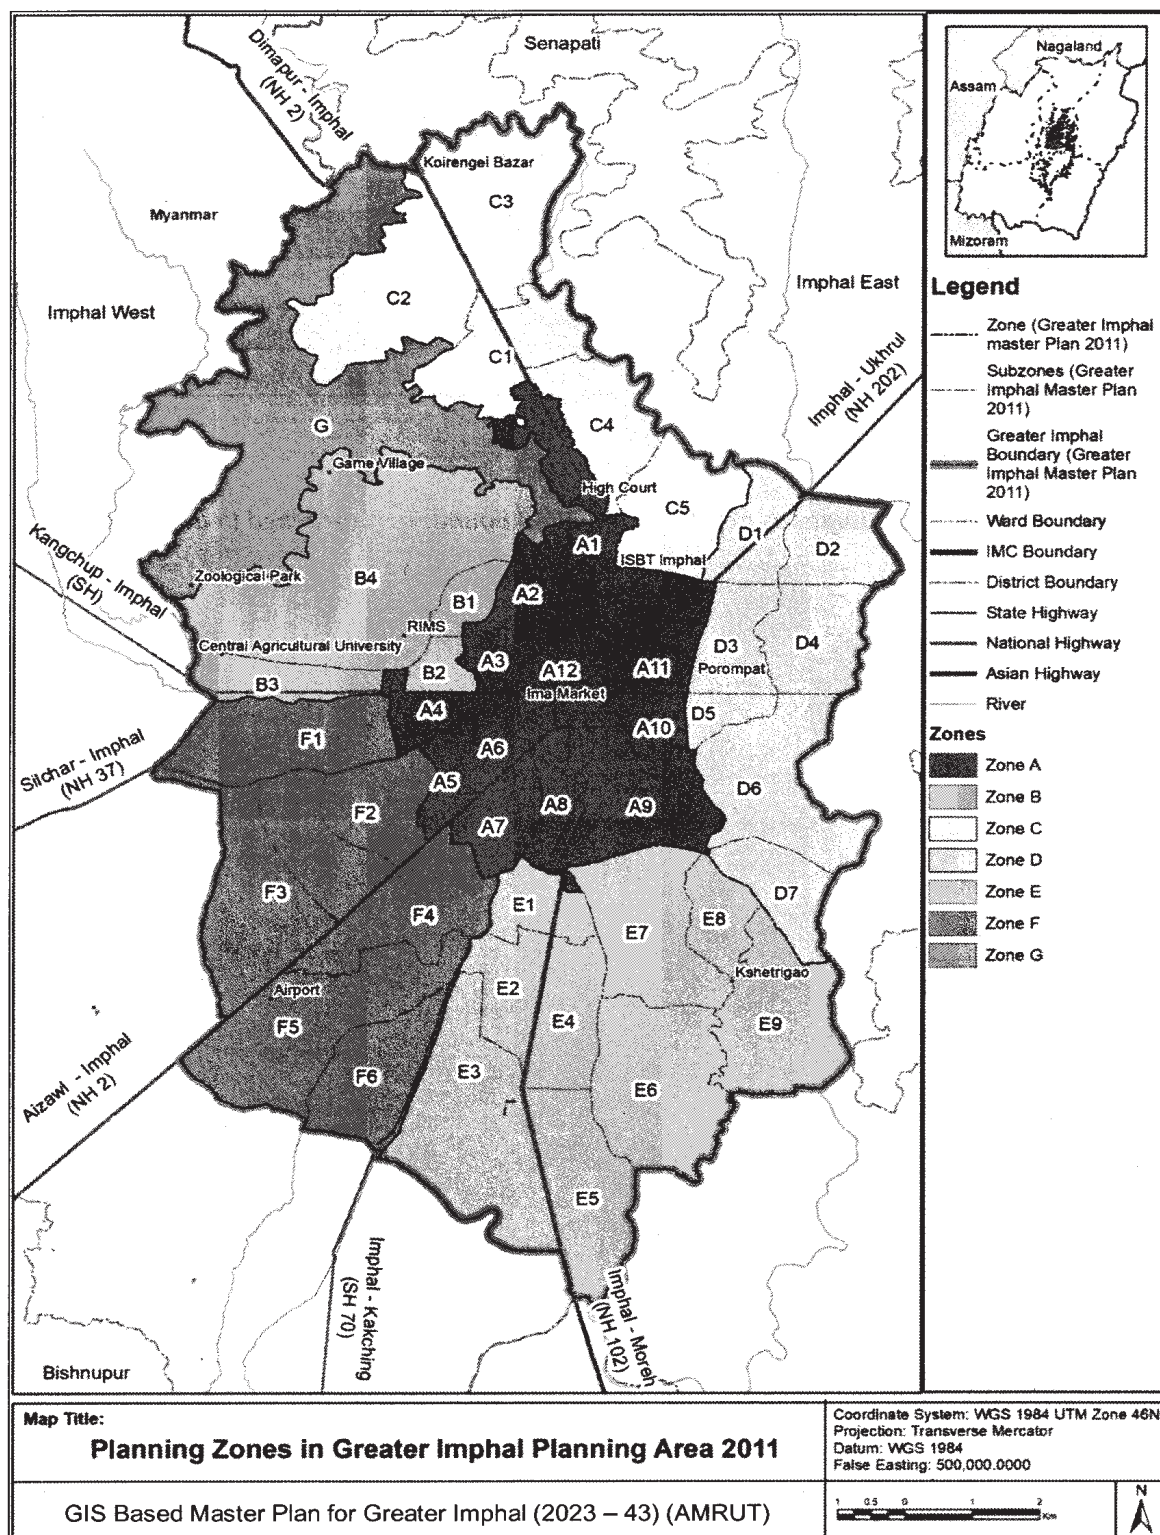 Senapati
Dimapur - Imphal
(NH 2)
Koirengei Bazar
C3
Myanmar
Imphal West
C2
Imphal East
C1
Imphal - Ukhrul
(NH 202)
C4
G
Game Village
High Court
C5
D1
D2
A1
ISBT Imphal
Kangchup - Imphal
(SH)
Zoological Park
B4
A2
B1
RIMS
Central Agricultural University
D3
D4
A3
A12
A11
Porompat
B2
B3
Ima Market
A4
D5
A10
F1
A6
Silchar - Imphal
(NH 37)
A5
D6
F2
A8
A9
A7
F3
D7
E1
F4
E7
E8
Kshetrigao
Airport
E2
F5
E4
E9
Aizawl - Imphal
(NH 2)
F6
E3
E6
E5
Imphal - Kakching
(SH 70)
Imphal - Moreh
(NH 102)
Bishnupur
Nagaland
Assam
Mizoram
Legend
Zone (Greater Imphal
master Plan 2011)
Subzones (Greater
Imphal Master Plan
2011)
Greater Imphal
Boundary (Greater
Imphal Master Plan
2011)
Ward Boundary
IMC Boundary
District Boundary
State Highway
National Highway
Asian Highway
River
Zones
Zone A
Zone B
Zone C
Zone D
Zone E
Zone F
Zone G
Map Title:
Planning Zones in Greater Imphal Planning Area 2011
GIS Based Master Plan for Greater Imphal (2023 – 43) (AMRUT)
Coordinate System: WGS 1984 UTM Zone 46N
Projection: Transverse Mercator
Datum: WGS 1984
False Easting: 500,000.0000
1 0.5 0 1 2
Km
N